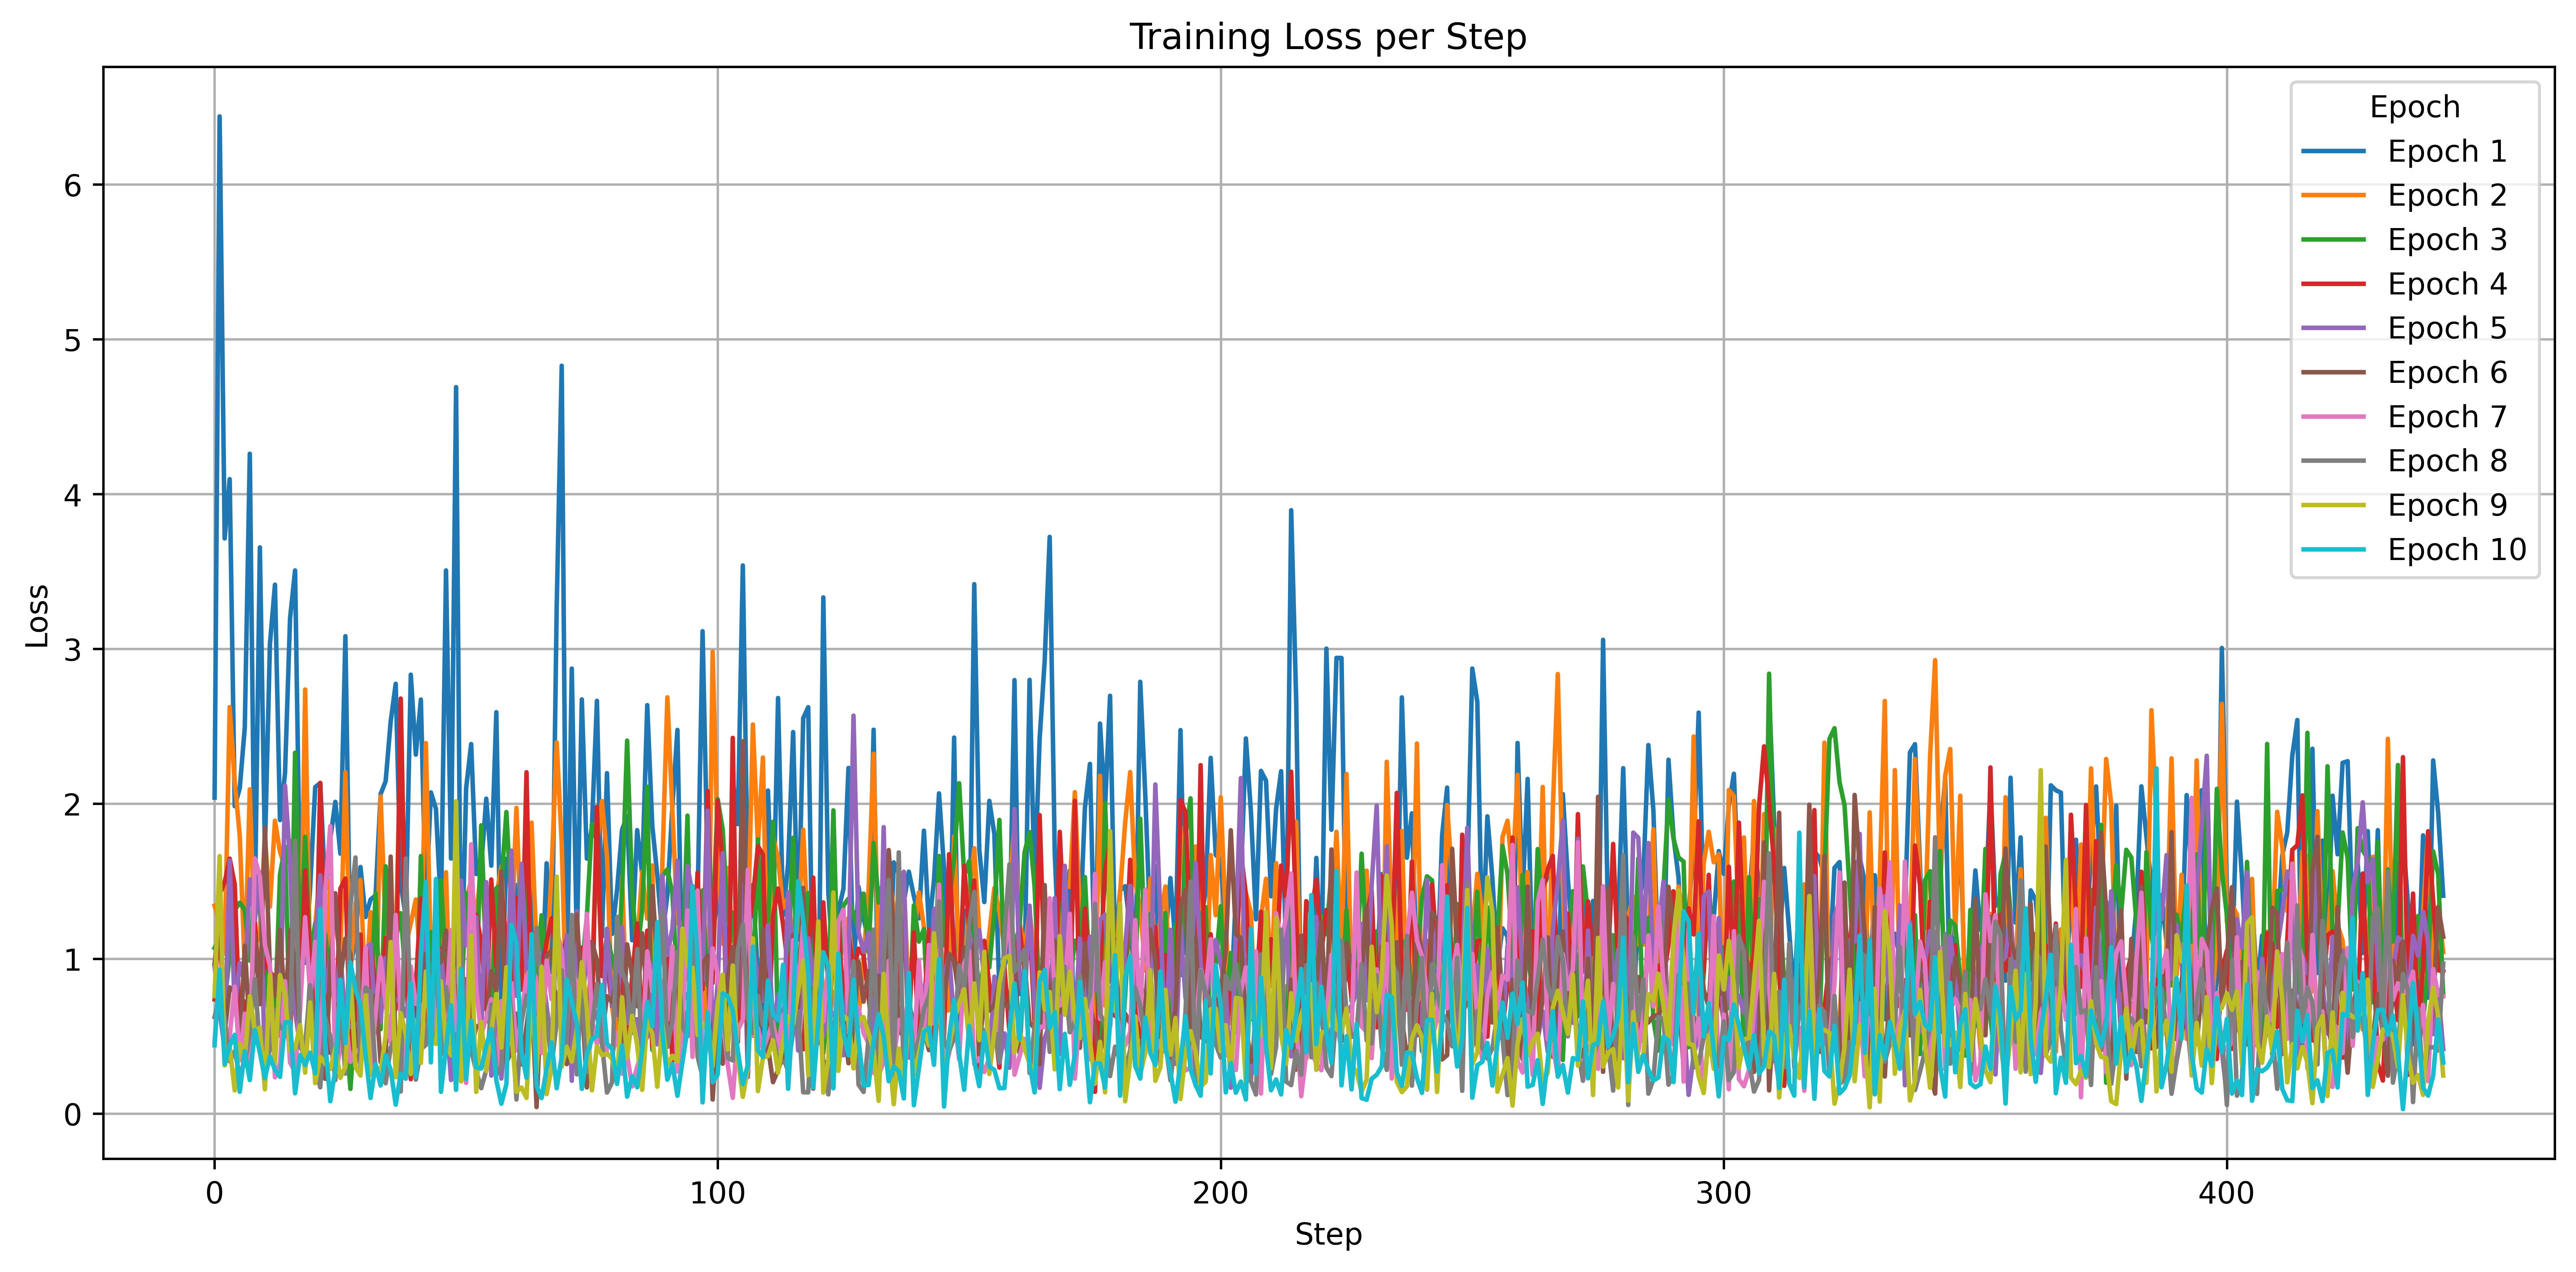 Training Loss per Step
Loss
6
5
4
3
2
1
0
0 100 200 300 400
Step
Epoch
Epoch 1
Epoch 2
Epoch 3
Epoch 4
Epoch 5
Epoch 6
Epoch 7
Epoch 8
Epoch 9
Epoch 10